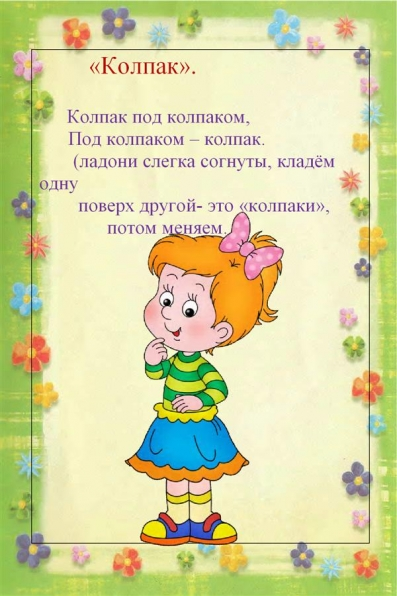 «Колпак».
Колпак под колпаком,
Под колпаком – колпак.
(ладони слегка согнуты, кладём
одну
поверх другой- это «колпаки»,
потом меняем.